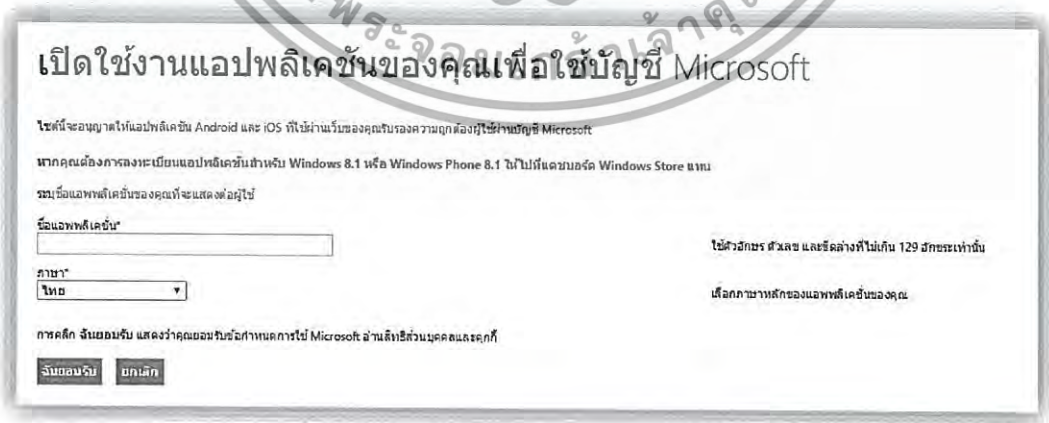 เปิดใช้งานแอปพลิเคชันของคุณเพื่อใช้บัญชี Microsoft
ไซต์นี้จะอนุญาตให้แอปพลิเคชัน Android และ iOS ที่ใช้ผ่านเว็บของคุณรับรองความถูกต้องผู้ใช้ผ่านบัญชี Microsoft
หากคุณต้องการลงทะเบียนแอปพลิเคชันสำหรับ Windows 8.1 หรือ Windows Phone 8.1 ให้ไปที่แดชบอร์ด Windows Store แทน
ระบุชื่อแอพพลิเคชั่นของคุณที่จะแสดงต่อผู้ใช้
ชื่อแอพพลิเคชั่น*
ใช้ตัวอักษร ตัวเลข และขีดล่างที่ไม่เกิน 129 อักขระเท่านั้น
ภาษา*
ไทย
เลือกภาษาหลักของแอพพลิเคชั่นของคุณ
การคลิก ฉันยอมรับ แสดงว่าคุณยอมรับข้อกำหนดการใช้ Microsoft อ่านสิทธิส่วนบุคคลและคุกกี้
ฉันยอมรับ ยกเลิก